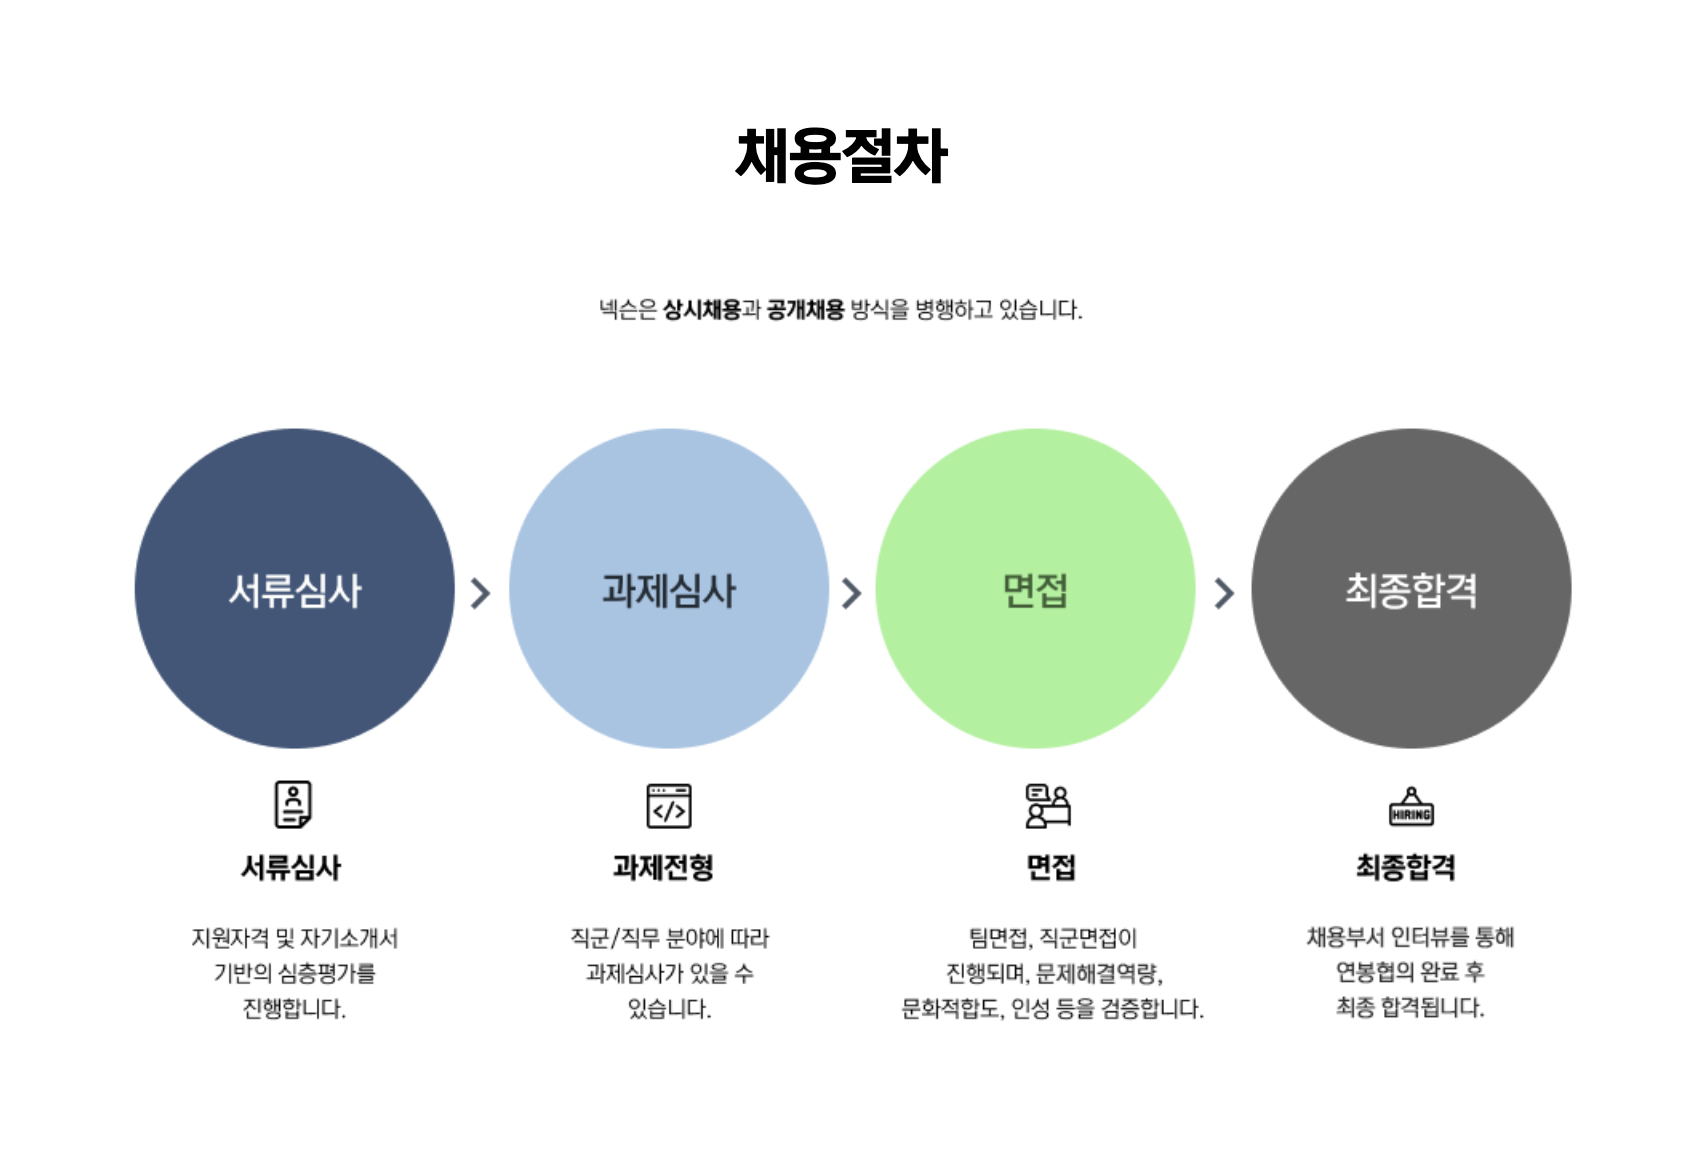 채용절차
넥슨은 상시채용과 공개채용 방식을 병행하고 있습니다.
서류심사
과제심사
면접
최종합격
HIRING
서류심사
지원자격 및 자기소개서
기반의 심층평가를
진행합니다.
과제전형
직군/직무 분야에 따라
과제심사가 있을 수
있습니다.
면접
팀면접, 직군면접이
진행되며, 문제해결역량,
문화적합도, 인성 등을 검증합니다.
최종합격
채용부서 인터뷰를 통해
연봉협의 완료 후
최종 합격됩니다.